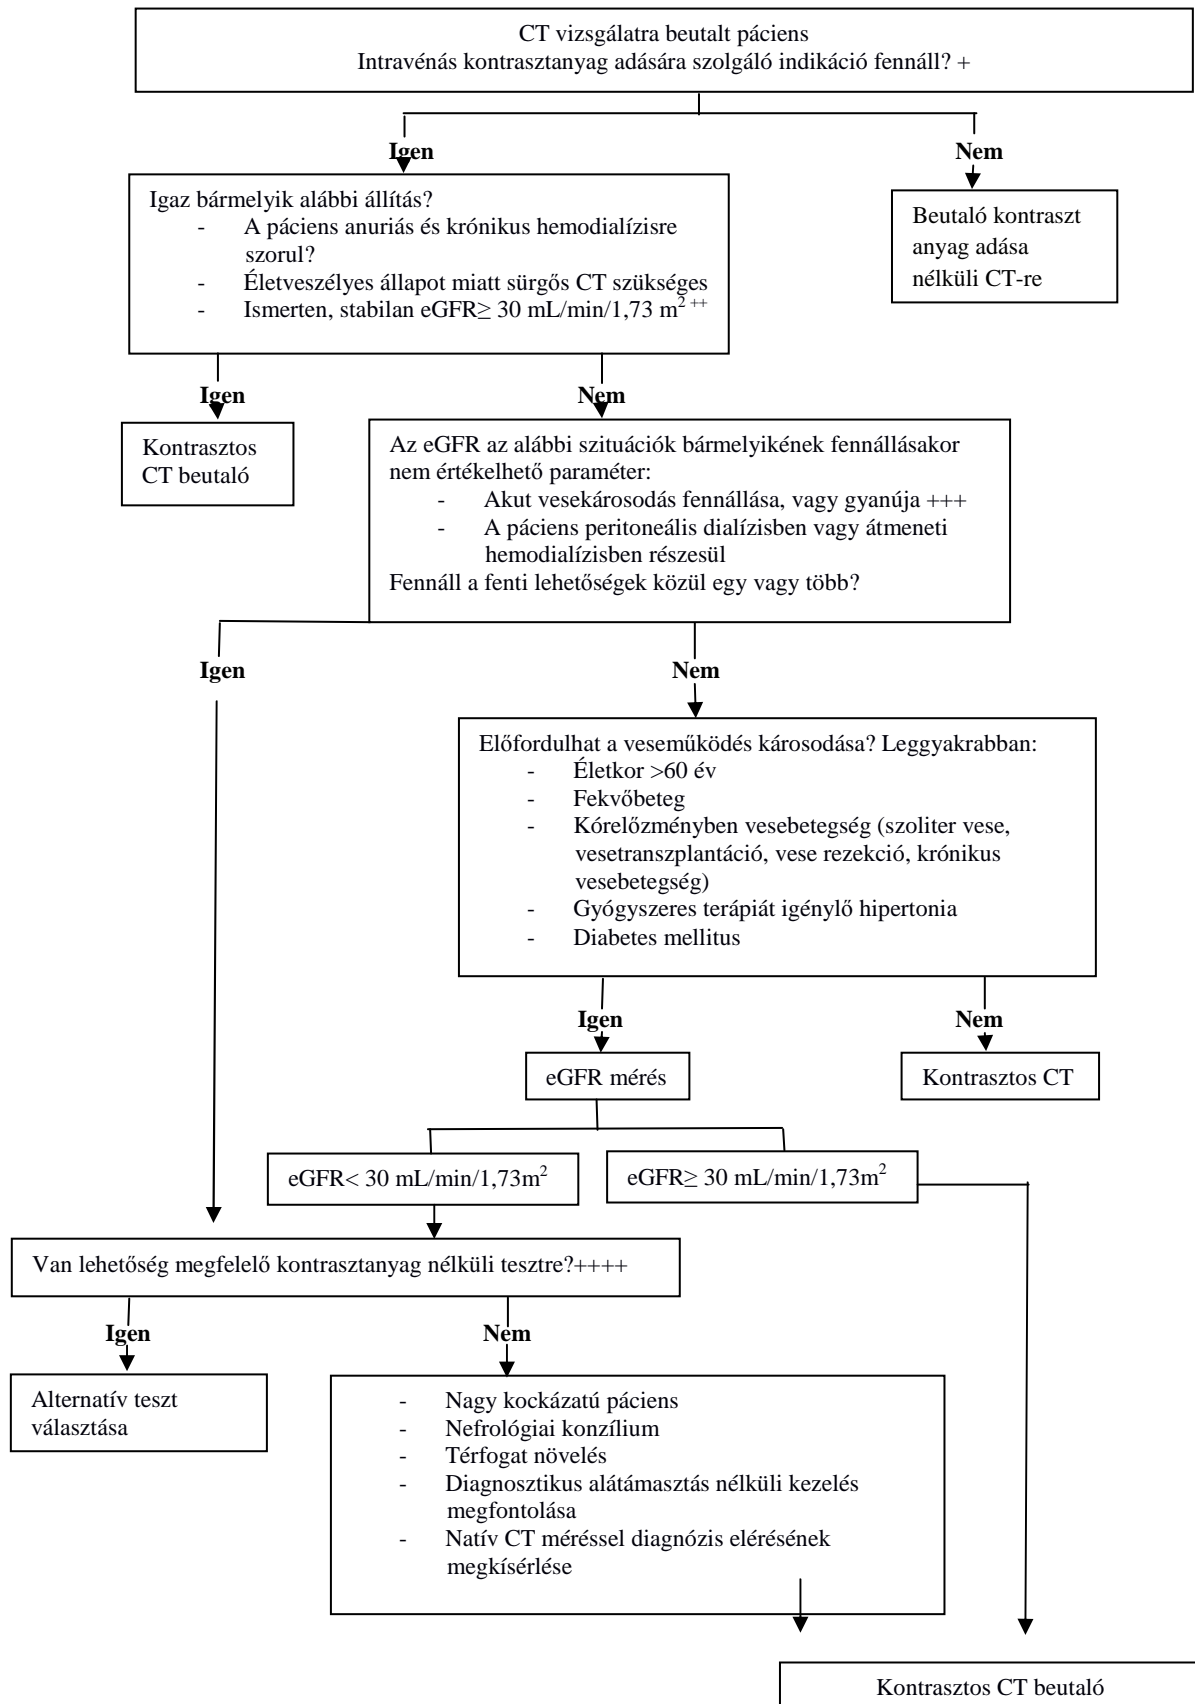 CT vizsgálatra beutalt páciens
Intravénás kontrasztanyag adására szolgáló indikáció fennáll? +
Igen
Nem
Igaz bármelyik alábbi állítás?
- A páciens anuriás és krónikus hemodialízisre
szorul?
- Életveszélyes állapot miatt sürgős CT szükséges
- Ismerten, stabilan eGFR≥ 30 mL/min/1,73 m² ⁺⁺
Beutaló kontraszt
anyag adása
nélküli CT-re
Igen
Nem
Kontrasztos
CT beutaló
Az eGFR az alábbi szituációk bármelyikének fennállásakor
nem értékelhető paraméter:
- Akut vesekárosodás fennállása, vagy gyanúja +++
- A páciens peritoneális dialízisben vagy átmeneti
hemodialízisben részesül
Fennáll a fenti lehetőségek közül egy vagy több?
Igen
Nem
Előfordulhat a veseműködés károsodása? Leggyakrabban:
- Életkor >60 év
- Fekvőbeteg
- Kórelőzményben vesebetegség (szoliter vese,
vesetranszplantáció, vese rezekció, krónikus
vesebetegség)
- Gyógyszeres terápiát igénylő hipertonia
- Diabetes mellitus
Igen
Nem
eGFR mérés
Kontrasztos CT
eGFR< 30 mL/min/1,73m²
eGFR≥ 30 mL/min/1,73m²
Van lehetőség megfelelő kontrasztanyag nélküli tesztre?++++
Igen
Nem
Alternatív teszt
választása
- Nagy kockázatú páciens
- Nefrológiai konzílium
- Térfogat növelés
- Diagnosztikus alátámasztás nélküli kezelés
megfontolása
- Natív CT méréssel diagnózis elérésének
megkísérlése
Kontrasztos CT beutaló